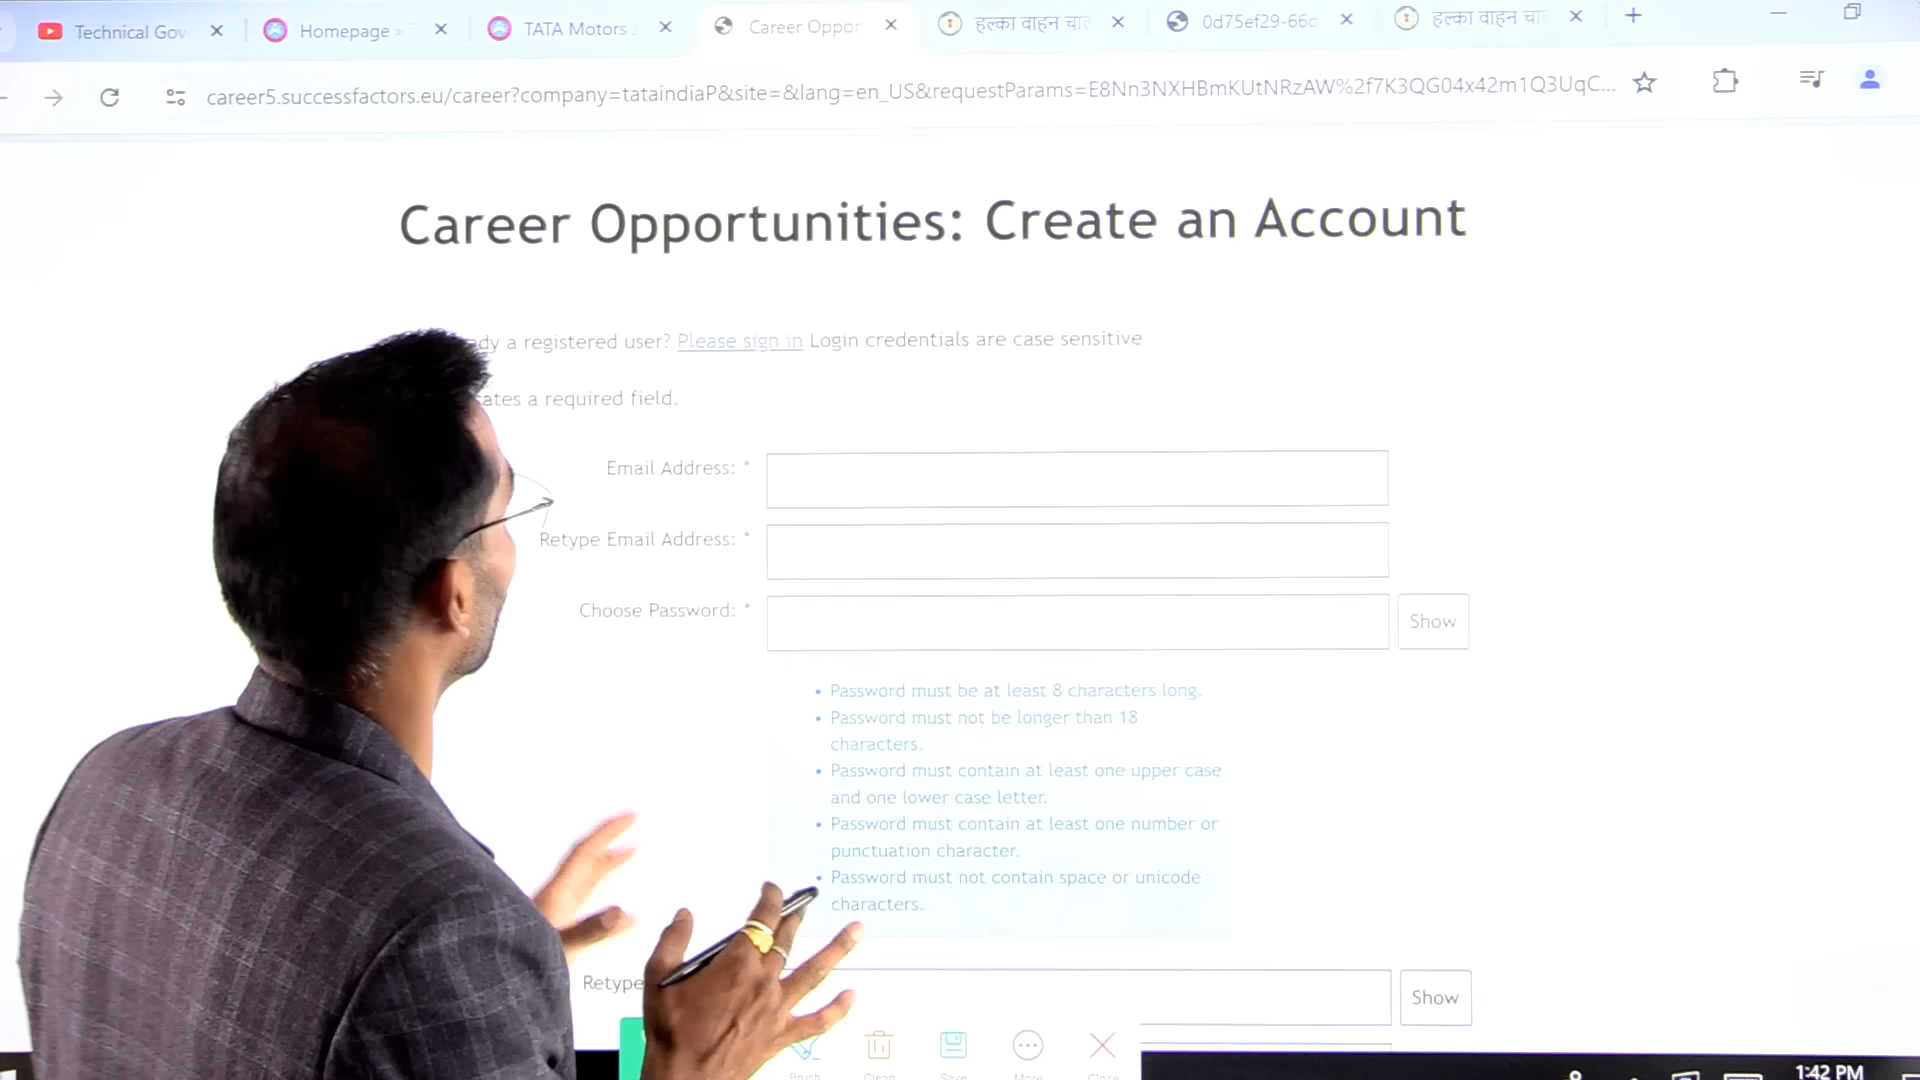 Technical Gov
Homepage »
TATA Motors
Career Oppor
हल्का वाहन चा
0d75ef29-66c
हल्का वाहन चा
career5.successfactors.eu/career?company=tataindiaP&site=&lang=en_US&requestParams=E8Nn3NXHBmKUtNRzAW%2f7K3QG04x42m1Q3UqC...
Career Opportunities: Create an Account
dy a registered user? Please sign in Login credentials are case sensitive
ates a required field.
Email Address: *
Retype Email Address: *
Choose Password: *
Show
• Password must be at least 8 characters long.
• Password must not be longer than 18
characters.
• Password must contain at least one upper case
and one lower case letter.
• Password must contain at least one number or
punctuation character.
• Password must not contain space or unicode
characters.
Retype
Show
Brush Clean Save More Close
1:42 PM